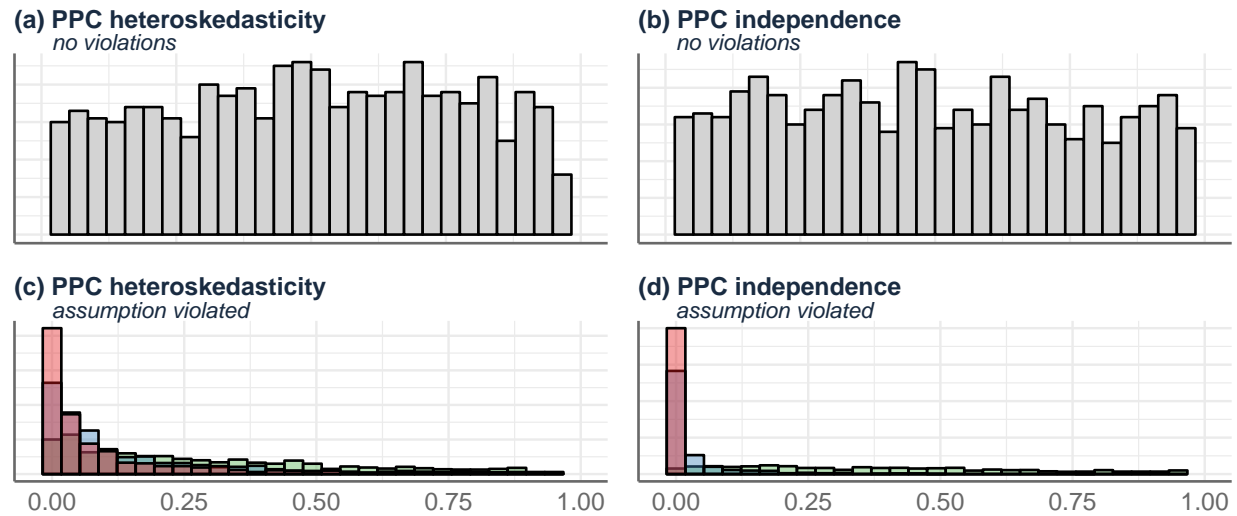 (a) PPC heteroskedasticity
no violations
(b) PPC independence
no violations
(c) PPC heteroskedasticity
assumption violated
(d) PPC independence
assumption violated
0.00 0.25 0.50 0.75 1.00
0.00 0.25 0.50 0.75 1.00